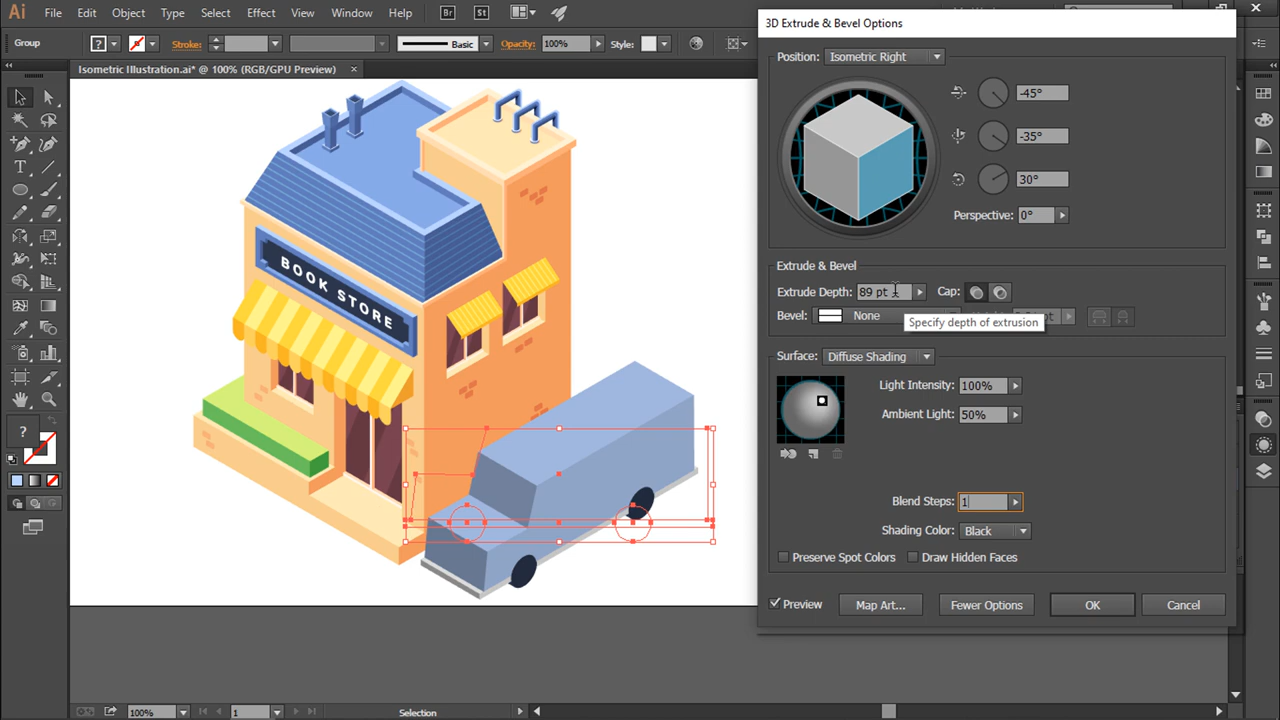 Ai File Edit Object Type Select Effect View Window Help Br St
3D Extrude & Bevel Options
Group ? Stroke: Basic Opacity: 100% Style:
Isometric Illustration.ai* @ 100% (RGB/GPU Preview) ×
Position: Isometric Right
-45°
-35°
30°
Perspective: 0°
Extrude & Bevel
Extrude Depth: 89 pt Cap:
Bevel: None
Specify depth of extrusion
Surface: Diffuse Shading
Light Intensity: 100%
Ambient Light: 50%
Blend Steps: 1
Shading Color: Black
Preserve Spot Colors Draw Hidden Faces
Preview Map Art... Fewer Options OK Cancel
BOOK STORE
?
100% 1 Selection